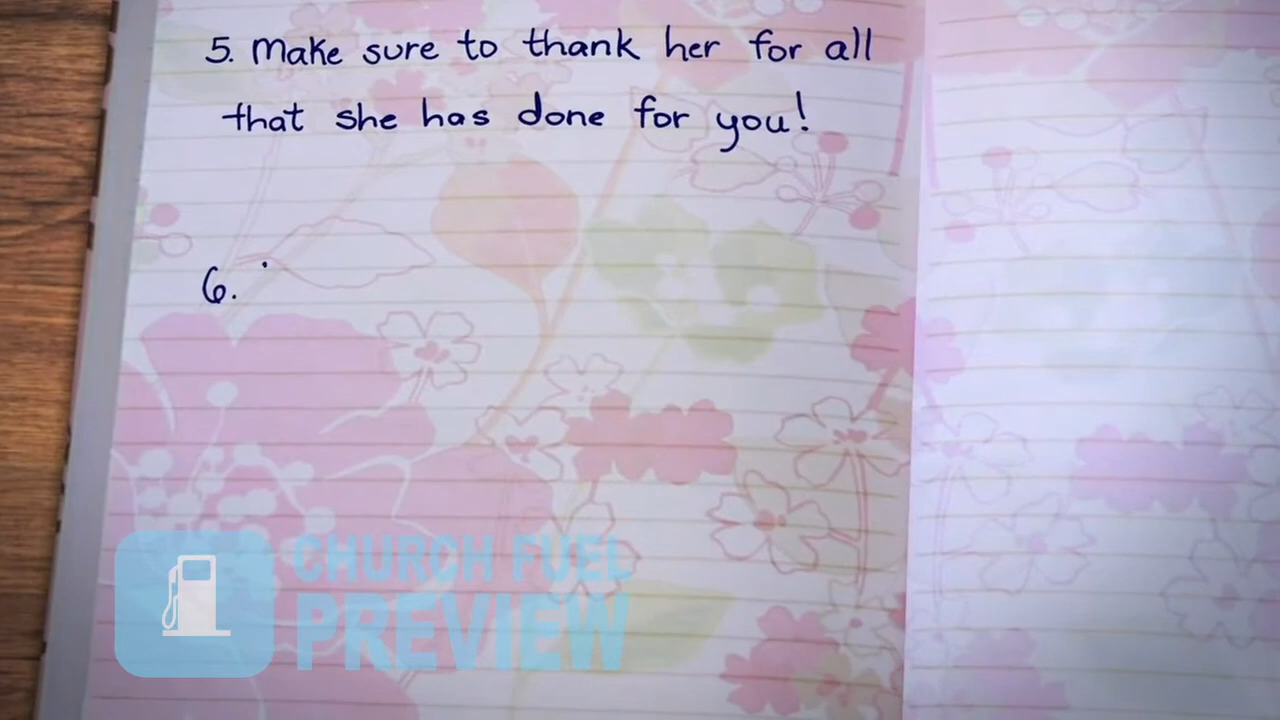 5. Make sure to thank her for all
that she has done for you!
6.
CHURCH FUEL
PREVIEW